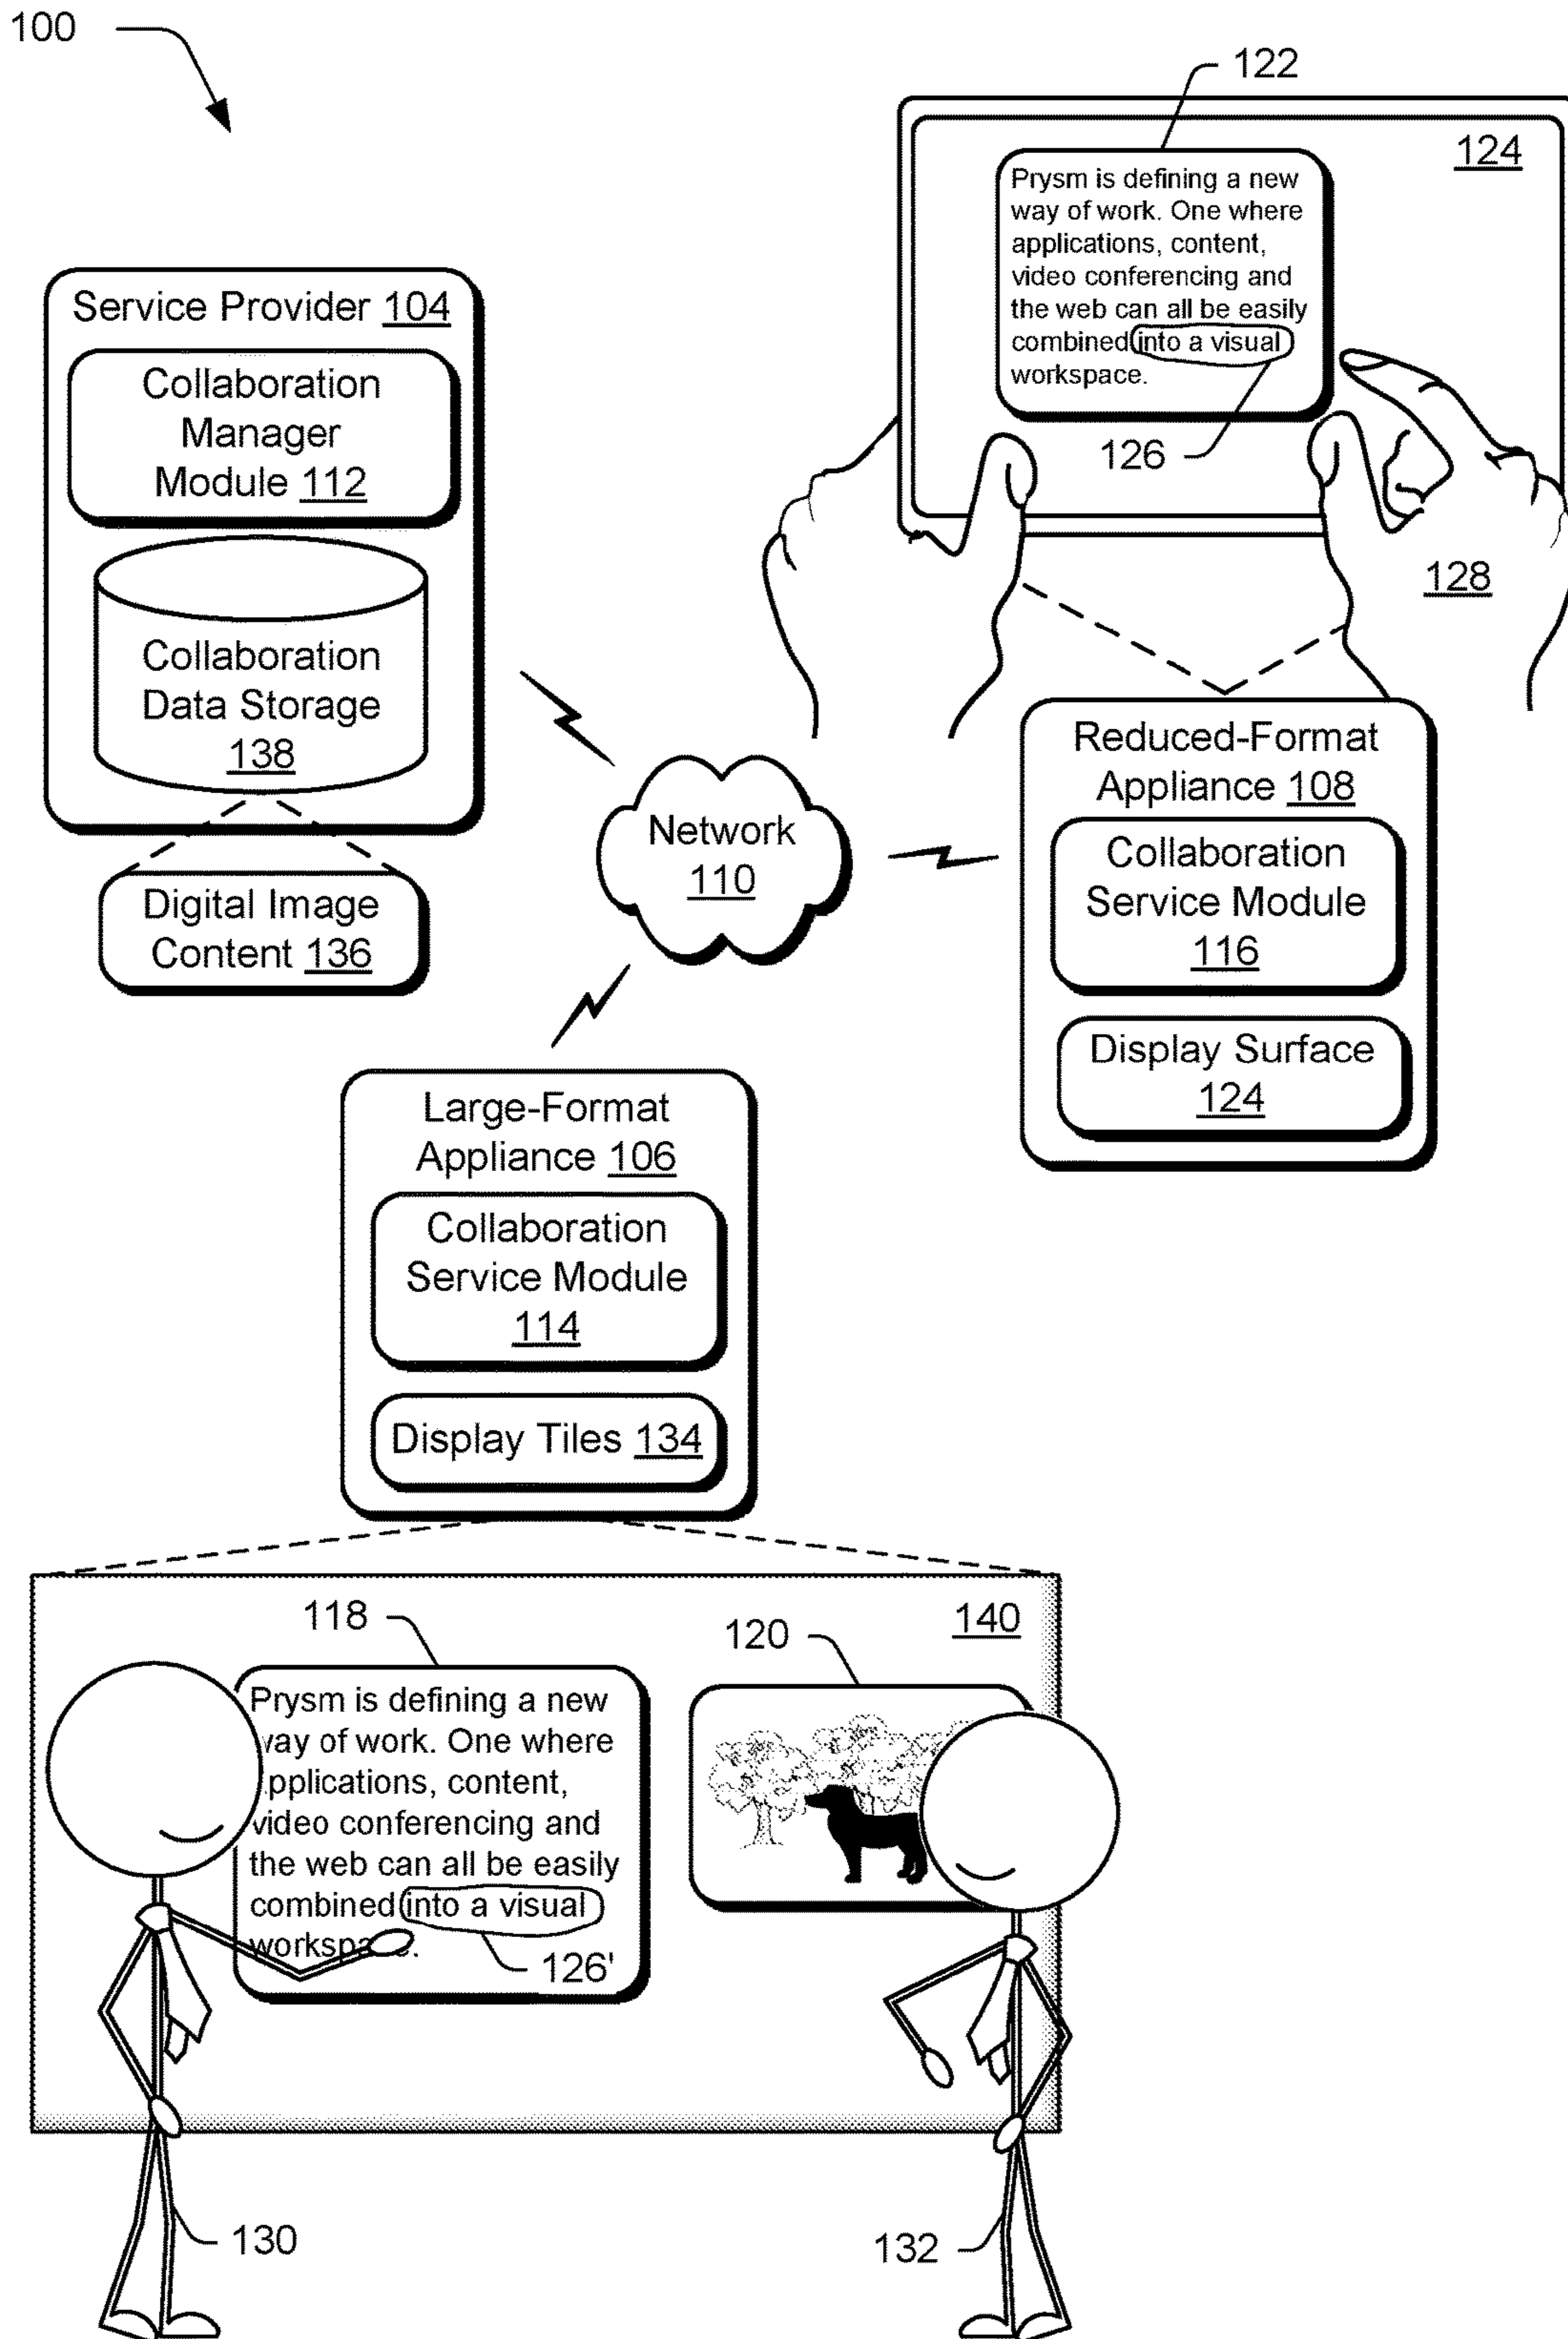 100
122
124
Prysm is defining a new
way of work. One where
applications, content,
video conferencing and
the web can all be easily
combined into a visual
workspace.
126
128
Service Provider 104
Collaboration
Manager
Module 112
Collaboration
Data Storage
138
Digital Image
Content 136
Network
110
Reduced-Format
Appliance 108
Collaboration
Service Module
116
Display Surface
124
Large-Format
Appliance 106
Collaboration
Service Module
114
Display Tiles 134
118
120
140
Prysm is defining a new
way of work. One where
applications, content,
video conferencing and
the web can all be easily
combined into a visual
workspace.
126'
130
132